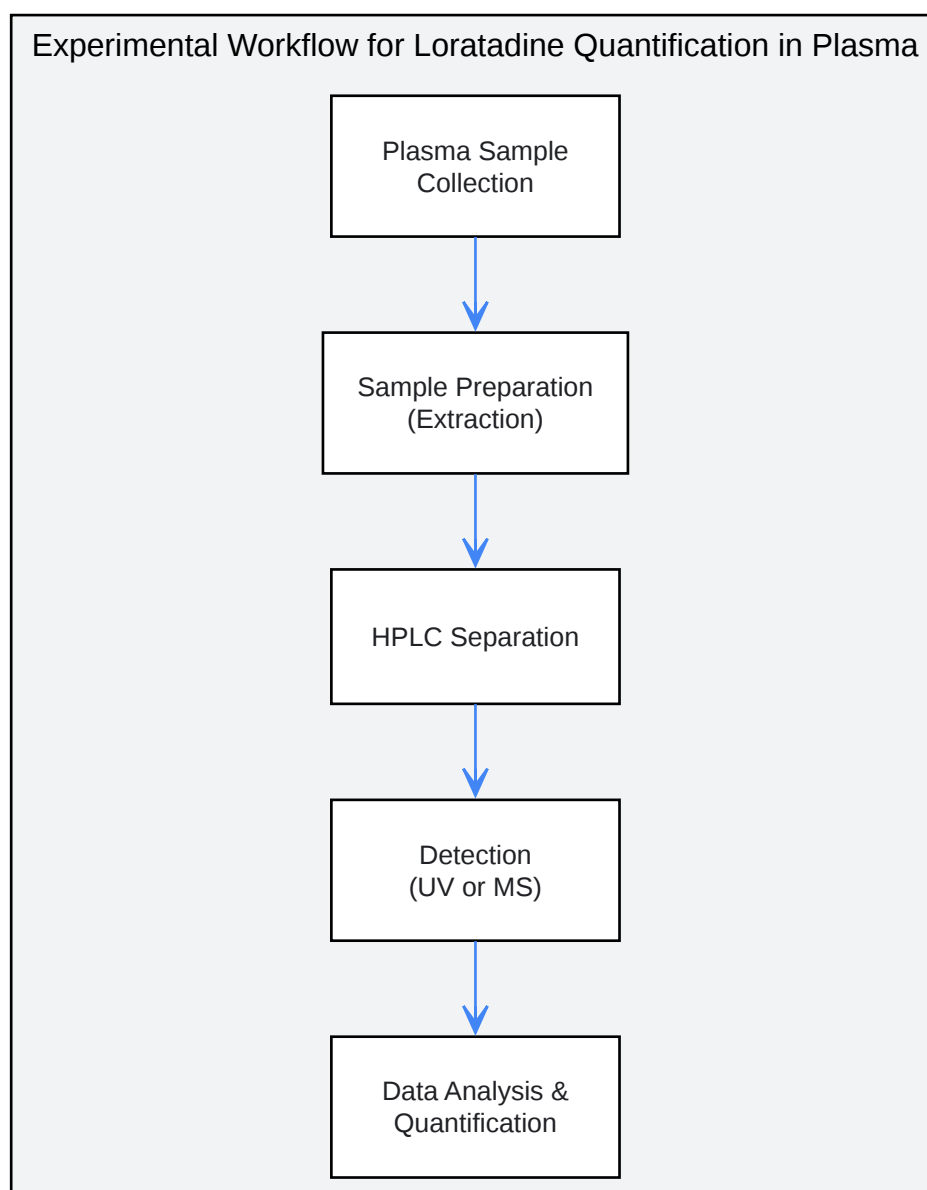 Experimental Workflow for Loratadine Quantification in Plasma
Plasma Sample
Collection
Sample Preparation
(Extraction)
HPLC Separation
Detection
(UV or MS)
Data Analysis &
Quantification